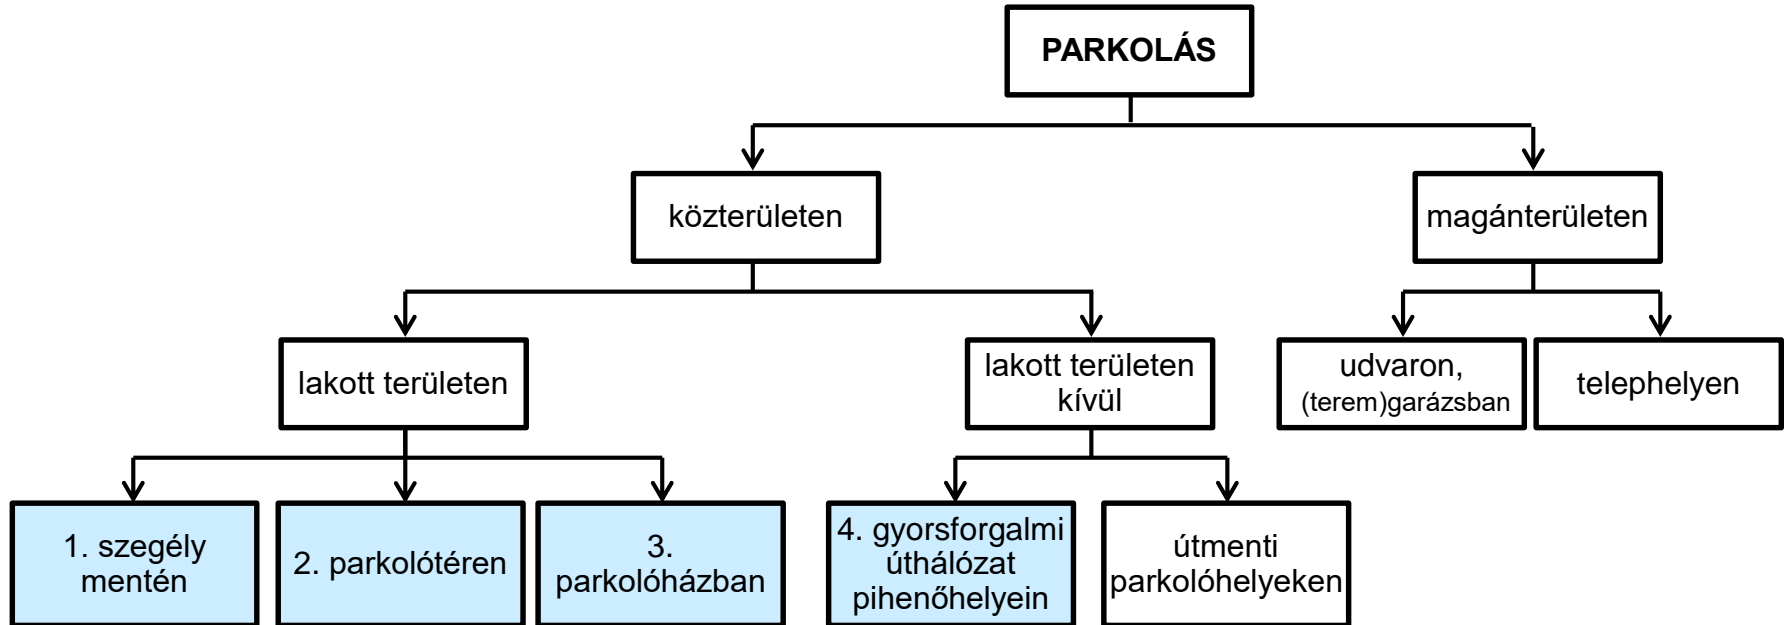 PARKOLÁS
közterületen
magánterületen
lakott területen
lakott területen
kívül
udvaron,
(terem)garázsban
telephelyen
1. szegély
mentén
2. parkolótéren
3.
parkolóházban
4. gyorsforgalmi
úthálózat
pihenőhelyein
útmenti
parkolóhelyeken